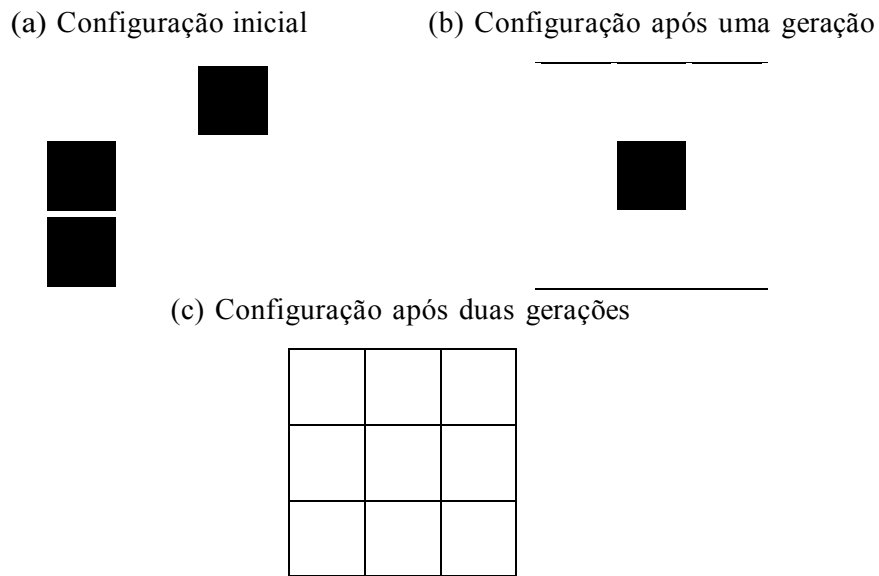 (a) Configuração inicial
(b) Configuração após uma geração
(c) Configuração após duas gerações